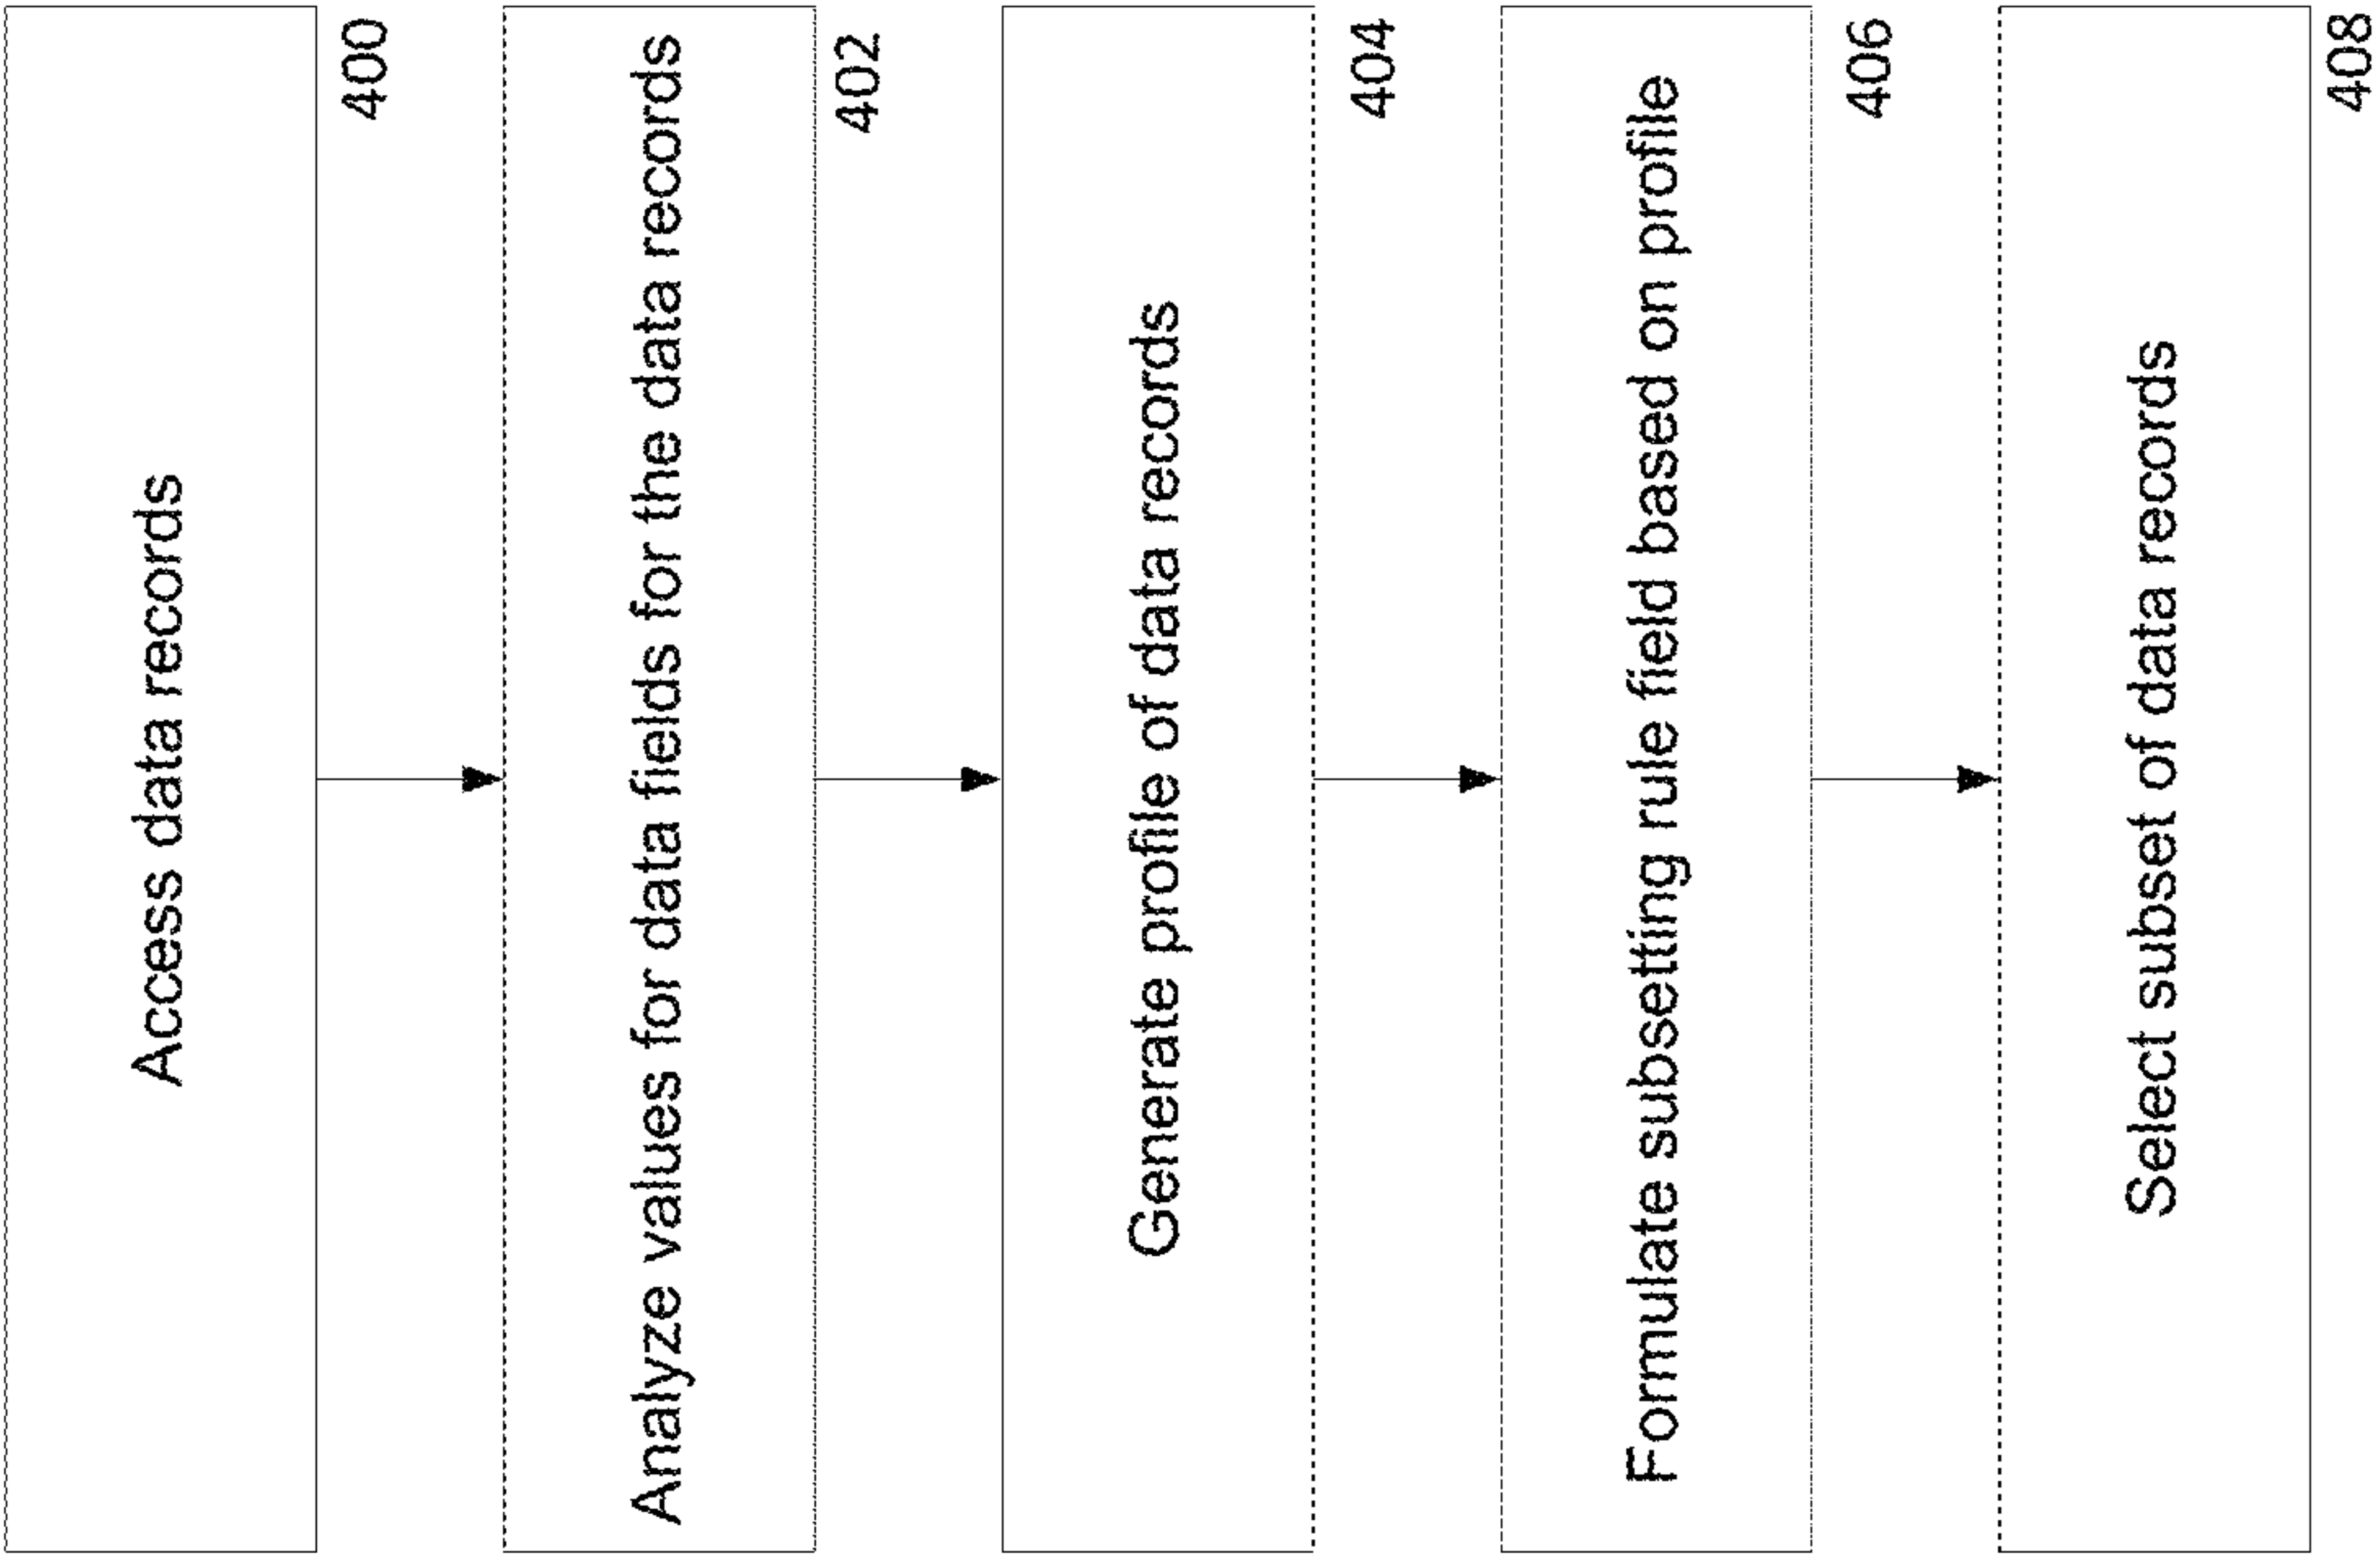 Access data records
400
Analyze values for data fields for the data records
402
Generate profile of data records
404
Formulate subsetting rule field based on profile
406
Select subset of data records
408